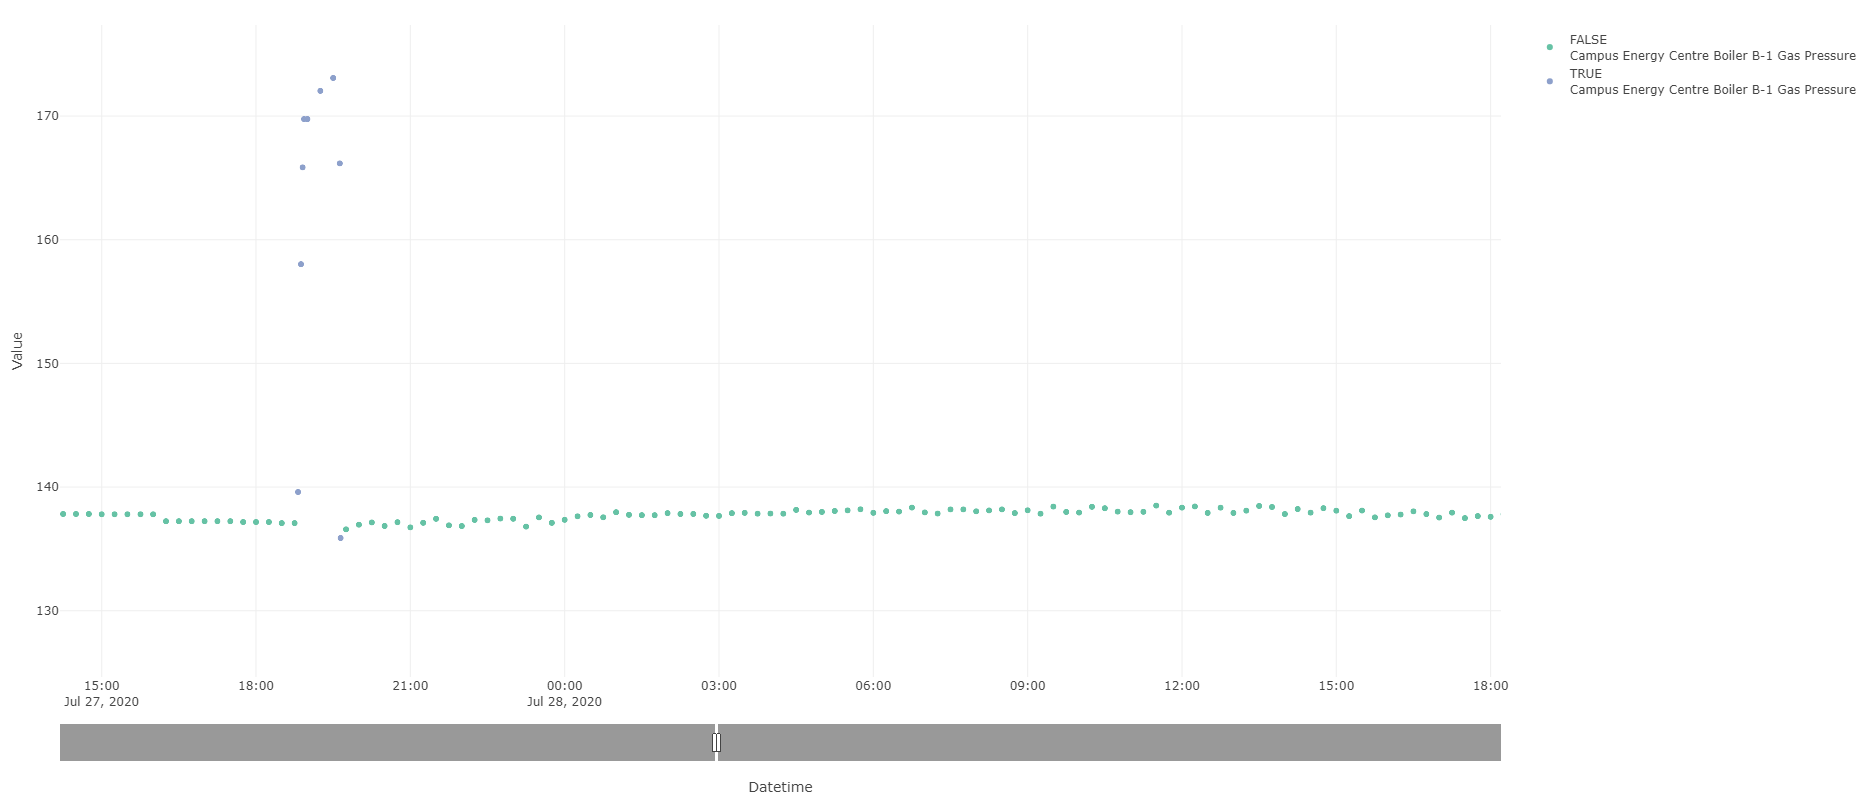 FALSE
Campus Energy Centre Boiler B-1 Gas Pressure
TRUE
Campus Energy Centre Boiler B-1 Gas Pressure
170
160
150
140
130
Value
15:00 18:00 21:00 00:00 03:00 06:00 09:00 12:00 15:00 18:00
Jul 27, 2020 Jul 28, 2020
Datetime